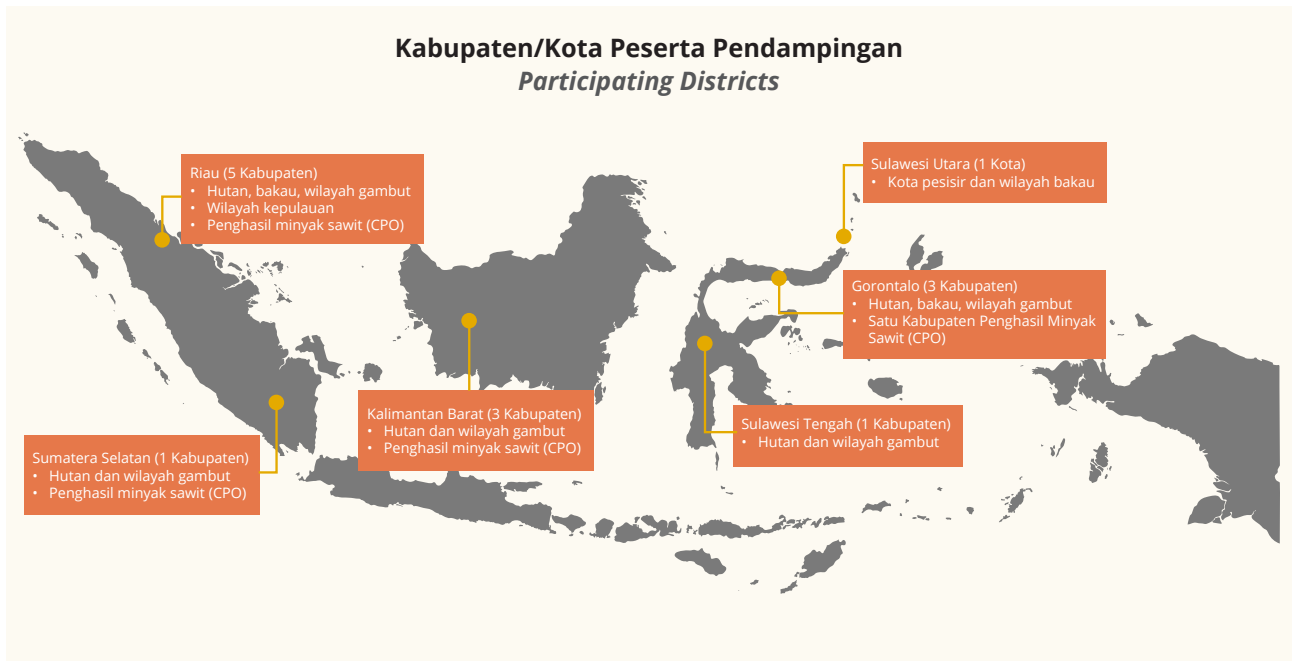 Kabupaten/Kota Peserta Pendampingan
Participating Districts
Riau (5 Kabupaten)
• Hutan, bakau, wilayah gambut
• Wilayah kepulauan
• Penghasil minyak sawit (CPO)
Sulawesi Utara (1 Kota)
• Kota pesisir dan wilayah bakau
Gorontalo (3 Kabupaten)
• Hutan, bakau, wilayah gambut
• Satu Kabupaten Penghasil Minyak
Sawit (CPO)
Kalimantan Barat (3 Kabupaten)
• Hutan dan wilayah gambut
• Penghasil minyak sawit (CPO)
Sulawesi Tengah (1 Kabupaten)
• Hutan dan wilayah gambut
Sumatera Selatan (1 Kabupaten)
• Hutan dan wilayah gambut
• Penghasil minyak sawit (CPO)